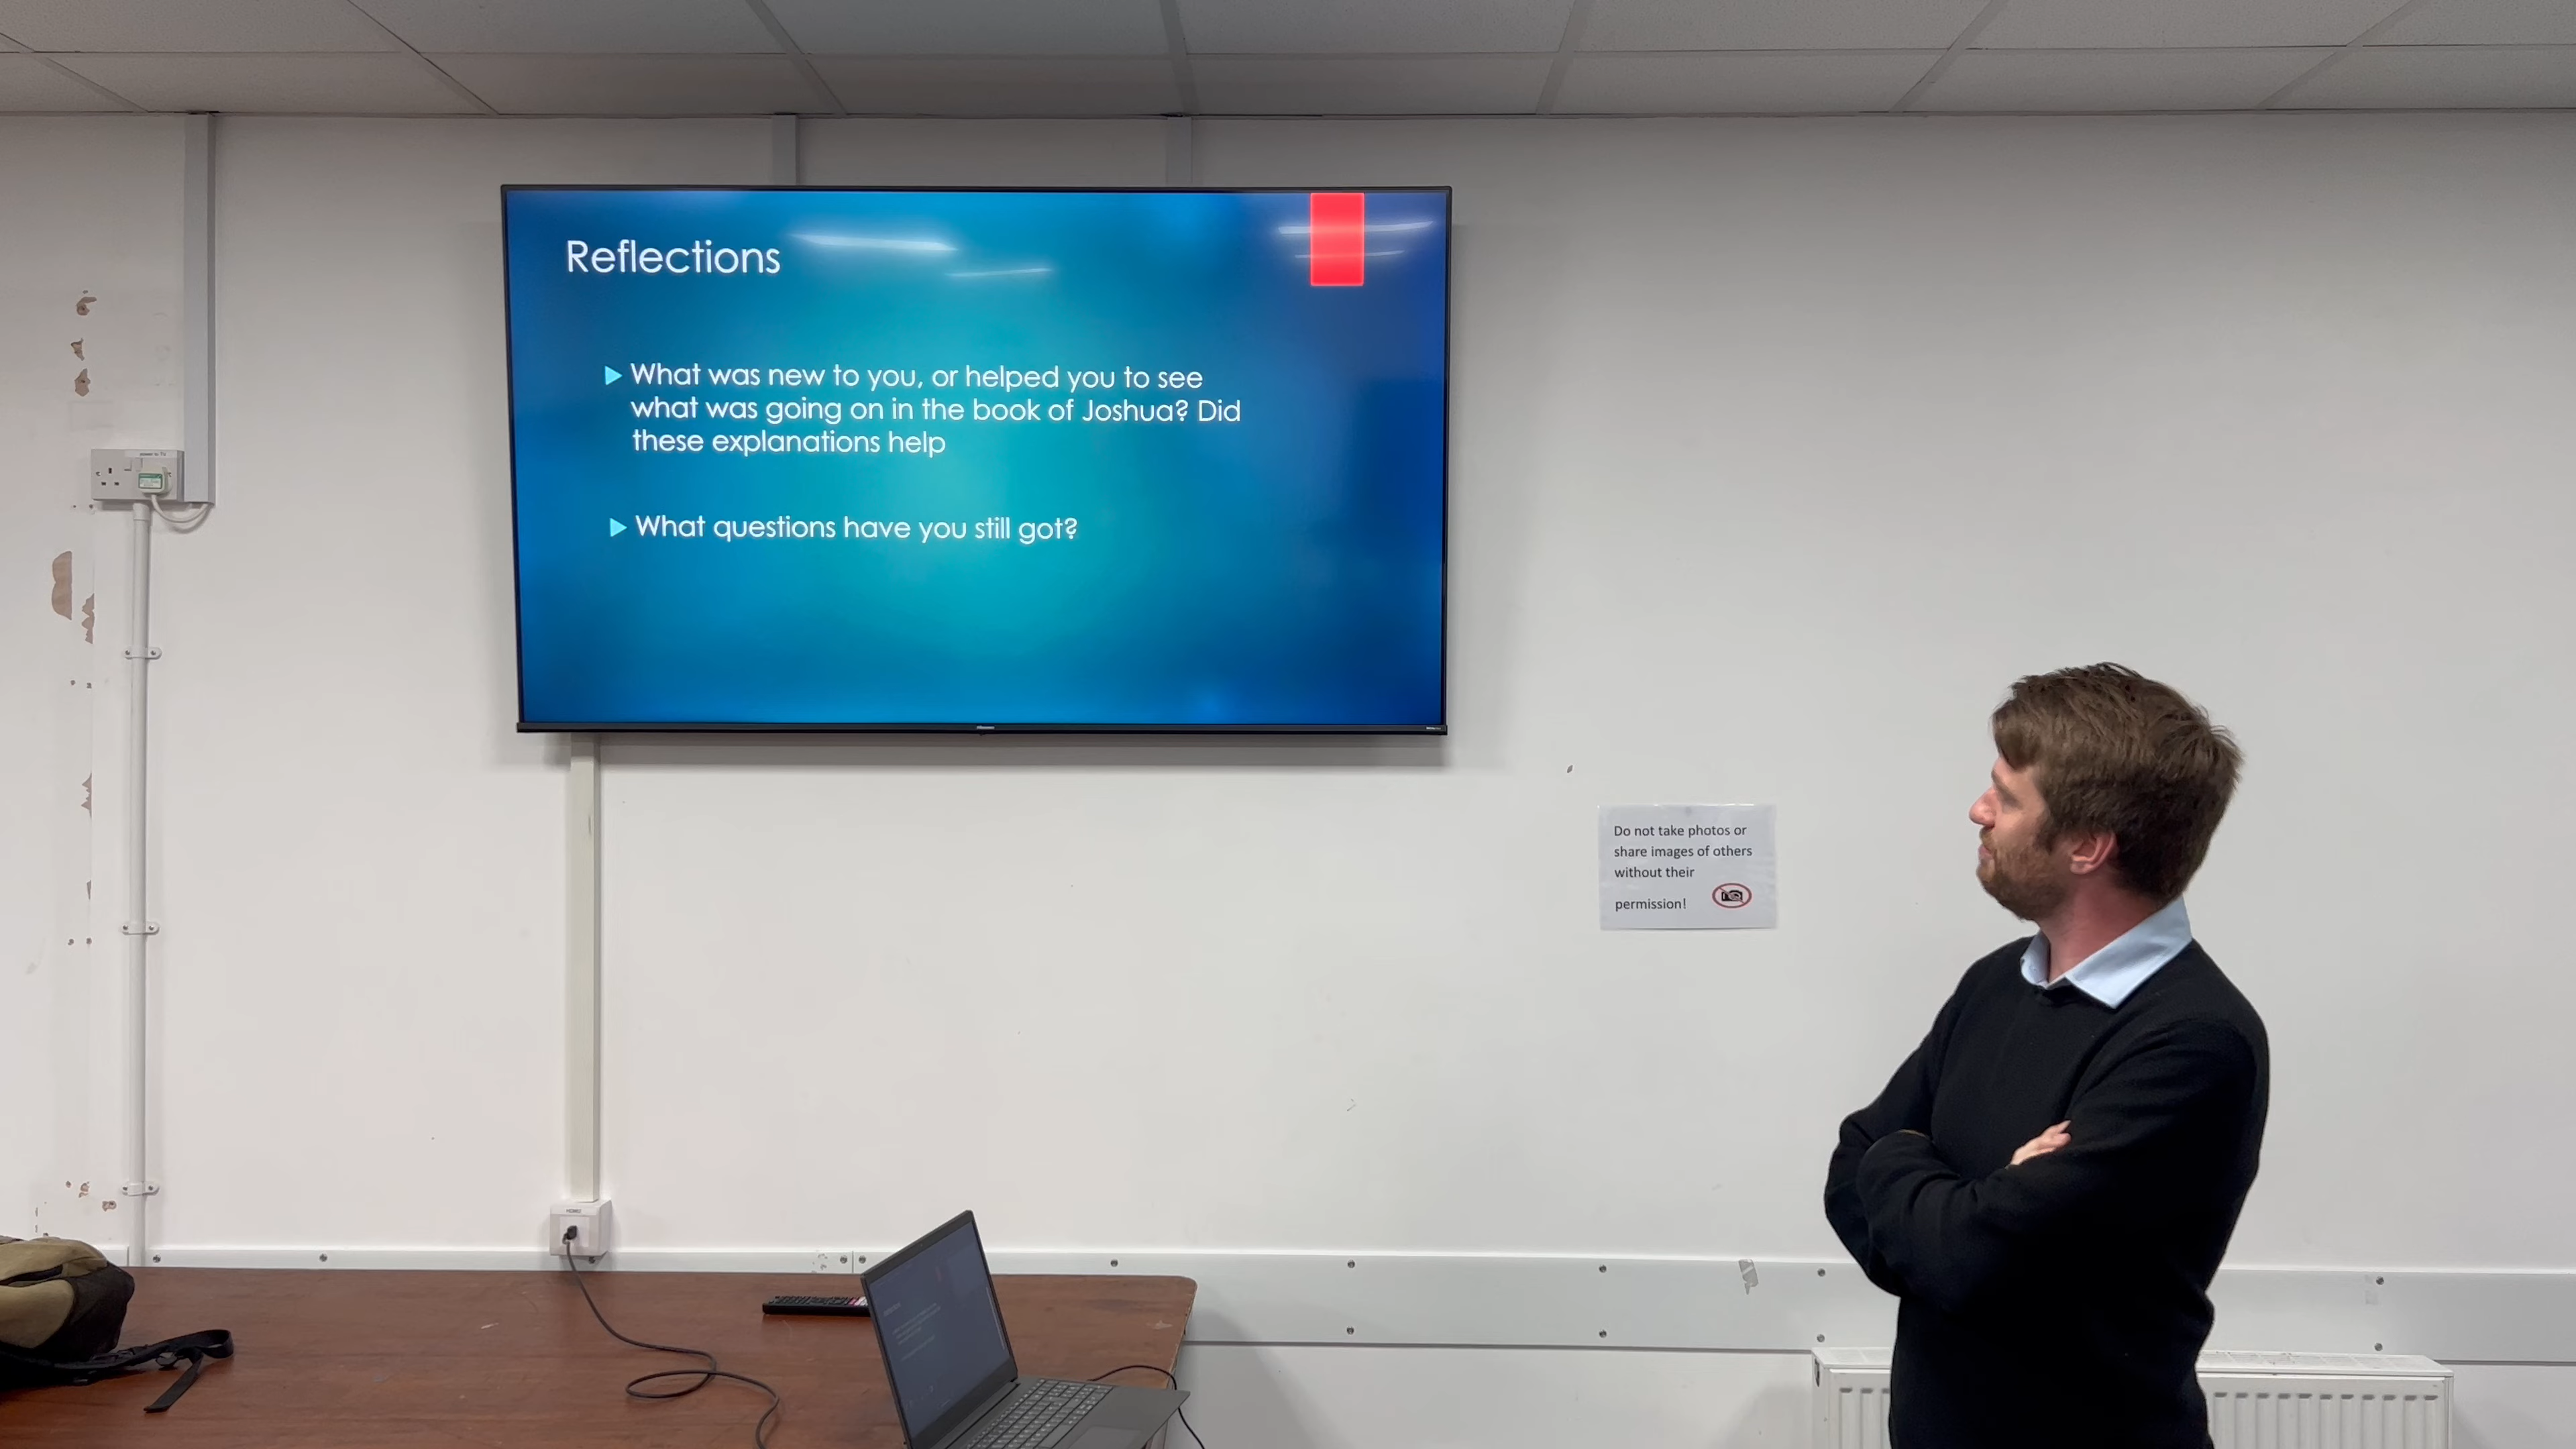 Reflections
What was new to you, or helped you to see
what was going on in the book of Joshua? Did
these explanations help
What questions have you still got?
Do not take photos or
share images of others
without their
permission!
Hisense